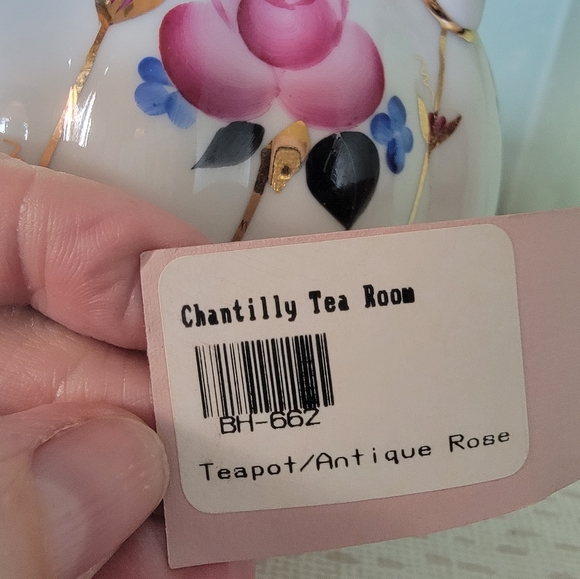 Chantilly Tea Room
BH-662
Teapot/Antique Rose